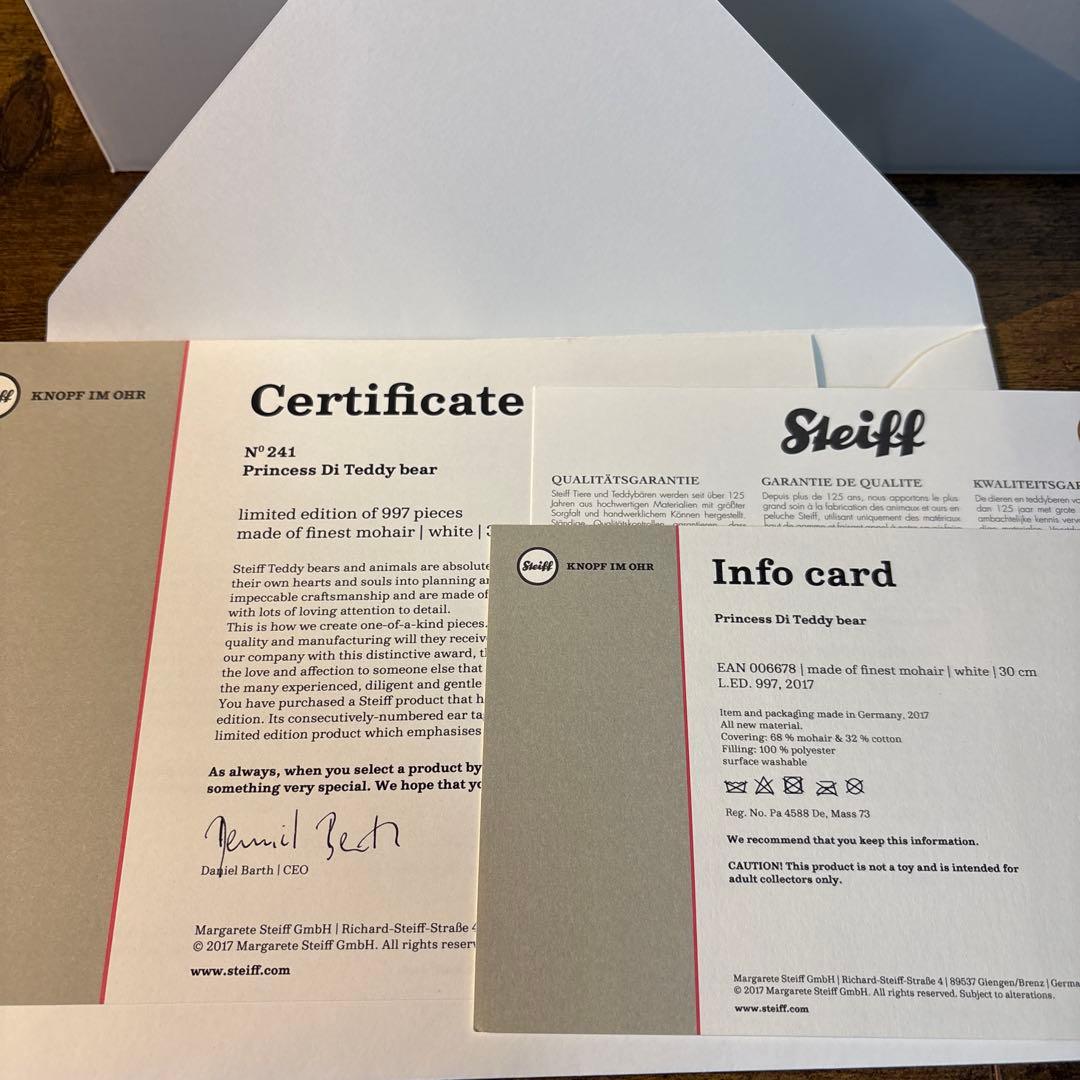 KNOPF IM OHR
Certificate
Nº 241
Princess Di Teddy bear
limited edition of 997 pieces
made of finest mohair | white |
Steiff Teddy bears and animals are absolute
their own hearts and souls into planning
impeccable craftsmanship and are made of
with lots of loving attention to detail.
This is how we create one-of-a-kind pieces.
quality and manufacturing will they
our company with this distinctive award,
the love and affection to someone else that
the many experienced, diligent and gentle
You have purchased a Steiff product that
edition. Its consecutively-numbered ear
limited edition product which emphasises
As always, when you select a product by
something very special. We hope that
Daniel Barth | CEO
Margarete Steiff GmbH | Richard-Steiff-Straße
© 2017 Margarete Steiff GmbH. All rights
www.steiff.com
Steiff
QUALITÄTSGARANTIE
Steiff Tiere und Teddybären werden seit über 125
Jahren aus hochwertigen Materialien mit größter
Sorgfalt und handwerklichem Können hergestellt.
Ständige Qualitätskontrollen garantieren, dass
GARANTIE DE QUALITE
Depuis plus de 125 ans, nous apportons le plus
grand soin à la fabrication des animaux et ours en
peluche Steiff, utilisant uniquement des matériaux
De dieren en teddyberen
dan 125 jaar met grote
ambachtelijke kennis
Steiff KNOPF IM OHR
Info card
Princess Di Teddy bear
EAN 006678 | made of finest mohair | white | 30 cm
L.ED. 997, 2017
Item and packaging made in Germany, 2017
All new material.
Covering: 68 % mohair & 32 % cotton
Filling: 100 % polyester
surface washable
Reg. No. Pa 4588 De, Mass 73
We recommend that you keep this information.
CAUTION! This product is not a toy and is intended for
adult collectors only.
Margarete Steiff GmbH | Richard-Steiff-Straße 4 | 89537 Giengen/Brenz |
© 2017 Margarete Steiff GmbH. All rights reserved. Subject to alterations.
www.steiff.com